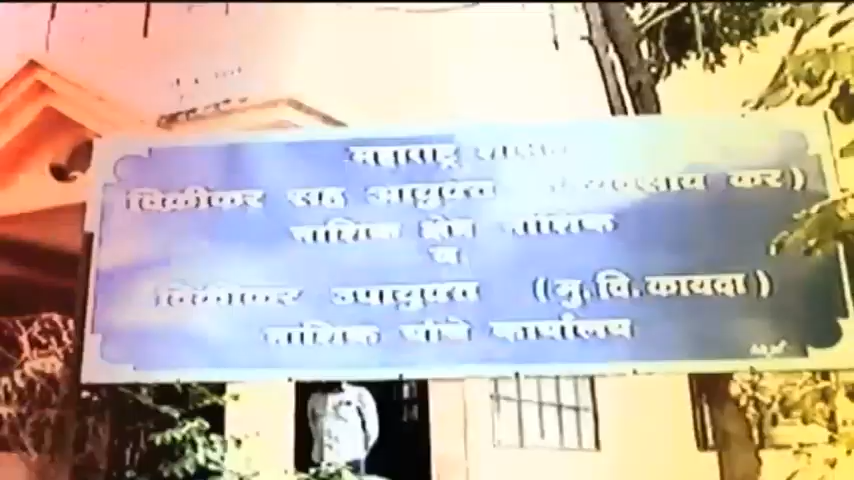 महाराष्ट्र शासन
विक्रीकर सह आयुक्त (व्यवसाय कर)
नाशिक क्षेत्र नाशिक
व
विक्रीकर उपायुक्त (मु.वि.कायदा)
नाशिक यांचे कार्यालय